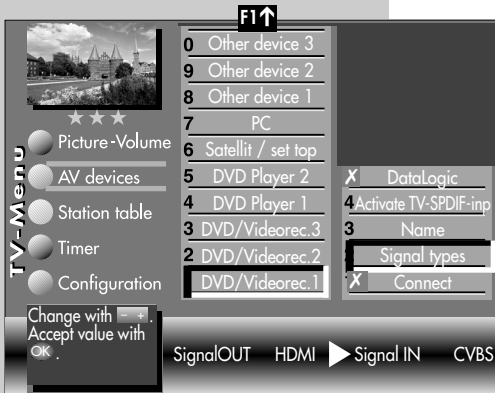 F1↑
0 Other device 3
9 Other device 2
8 Other device 1
7 PC
6 Satellit / set top
5 DVD Player 2
4 DVD Player 1
3 DVD/Videorec.3
2 DVD/Videorec.2
DVD/Videorec.1
TV-Menu
★★★
Picture-Volume
AV devices
Station table
Timer
Configuration
X DataLogic
4 Activate TV-SPDIF-inp
3 Name
Signal types
X Connect
Change with - + .
Accept value with
OK .
SignalOUT HDMI Signal IN CVBS